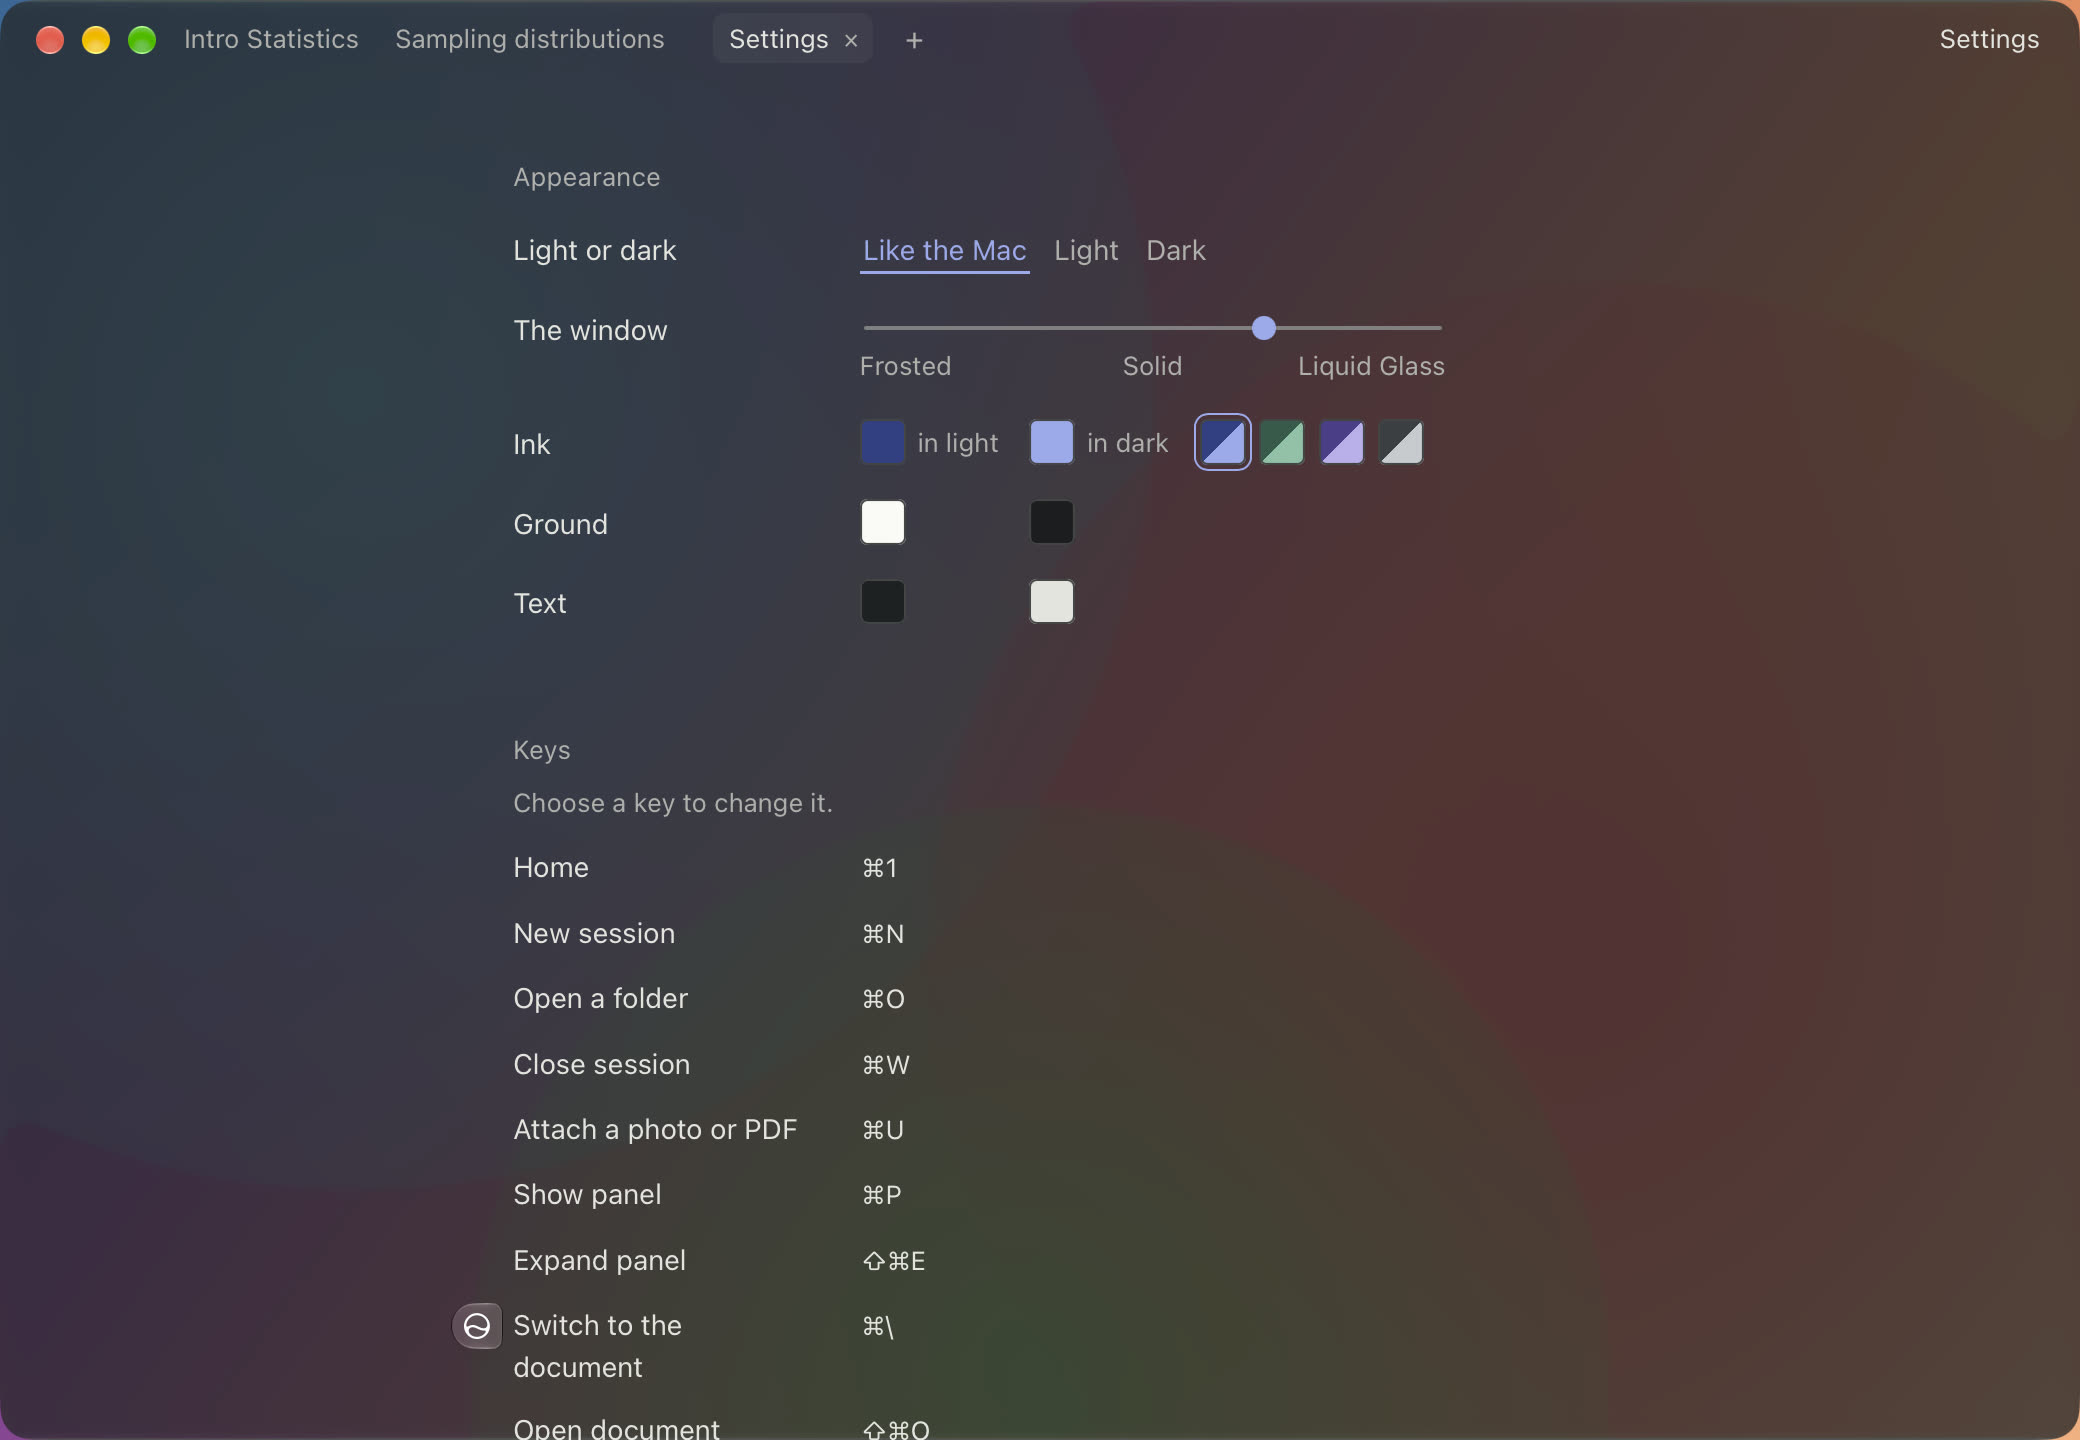 Intro Statistics
Sampling distributions
Settings ×
+
Settings
Appearance
Light or dark
Like the Mac Light Dark
The window
Frosted Solid Liquid Glass
Ink
in light in dark
Ground
Text
Keys
Choose a key to change it.
Home ⌘1
New session ⌘N
Open a folder ⌘O
Close session ⌘W
Attach a photo or PDF ⌘U
Show panel ⌘P
Expand panel ⇧⌘E
Switch to the ⌘\
document
Open document ⇧⌘O